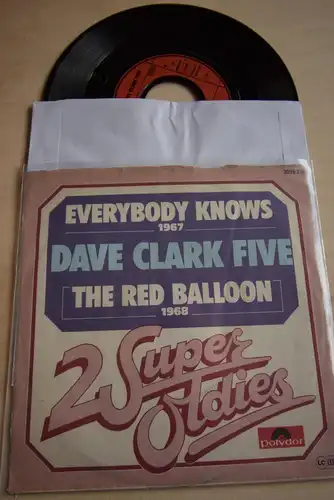 EVERYBODY KNOWS
1967
DAVE CLARK FIVE
THE RED BALLOON
1968
2 Super
Oldies
Polydor